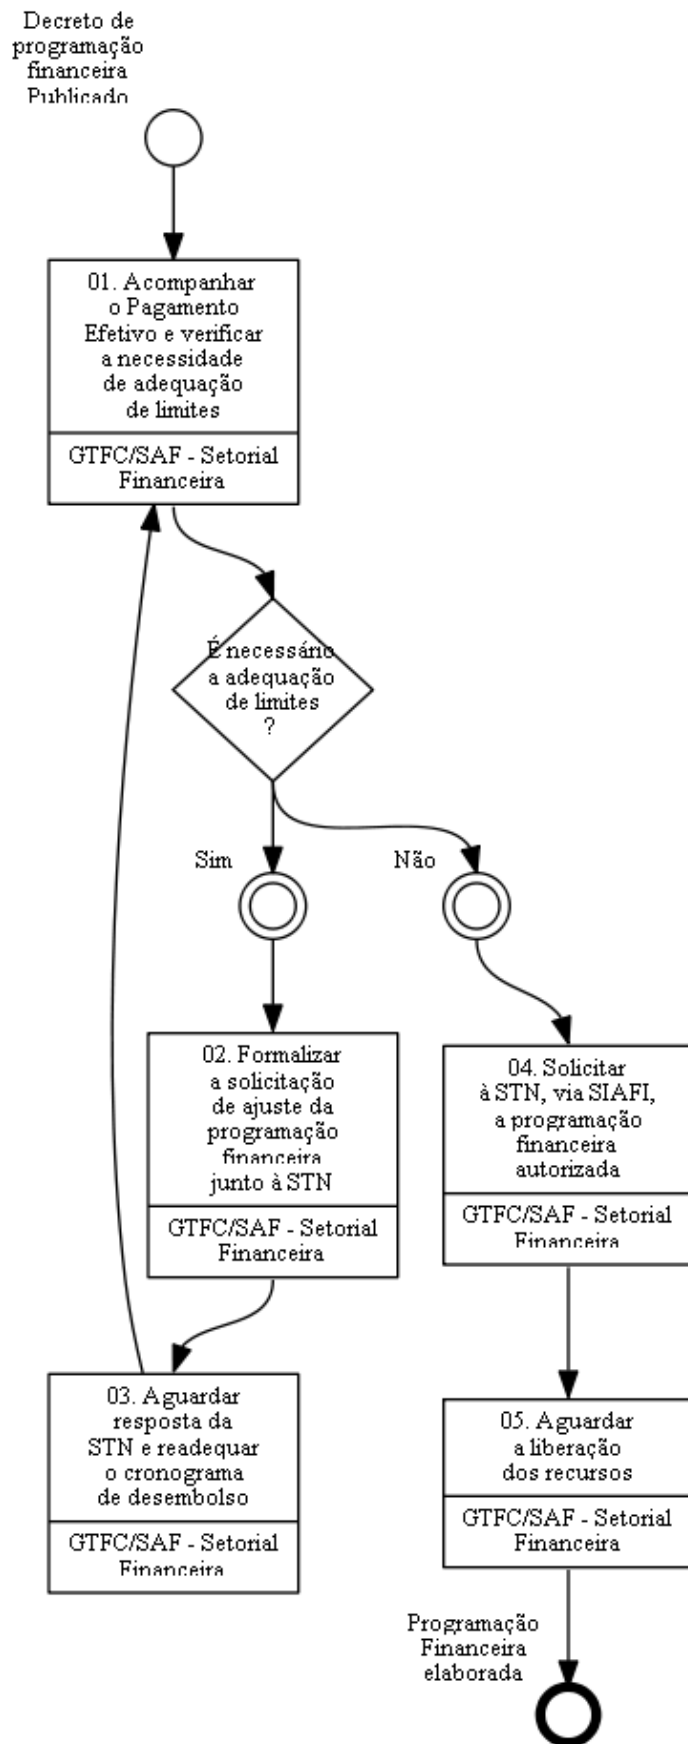 Decreto de
programação
financeira
Publicado
01. Acompanhar
o Pagamento
Efetivo e verificar
a necessidade
de adequação
de limites
GTFC/SAF - Setorial
Financeira
É necessário
a adequação
de limites
?
Sim
Não
02. Formalizar
a solicitação
de ajuste da
programação
financeira
junto à STN
GTFC/SAF - Setorial
Financeira
04. Solicitar
à STN, via SIAFI,
a programação
financeira
autorizada
GTFC/SAF - Setorial
Financeira
03. Aguardar
resposta da
STN e readequar
o cronograma
de desembolso
GTFC/SAF - Setorial
Financeira
05. Aguardar
a liberação
dos recursos
GTFC/SAF - Setorial
Financeira
Programação
Financeira
elaborada